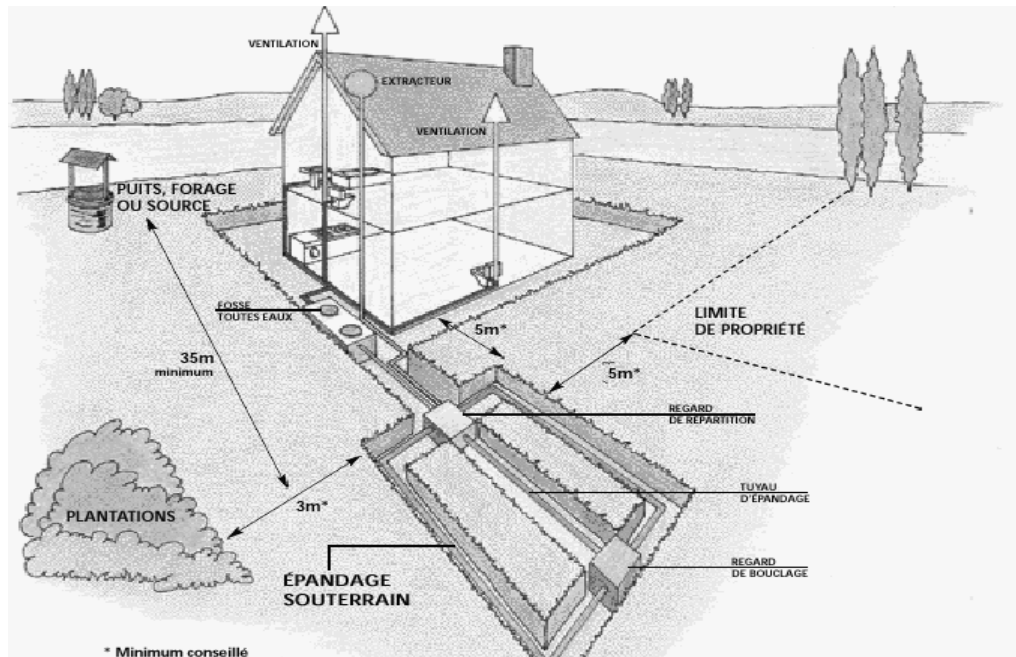 VENTILATION
EXTRACTEUR
VENTILATION
PUITS, FORAGE
OU SOURCE
FOSSE
TOUTES EAUX
5m*
LIMITE
DE PROPRIÉTÉ
35m
minimum
5m*
REGARD
DE RÉPARTITION
TUYAU
D'ÉPANDAGE
PLANTATIONS
3m*
REGARD
DE BOUCLAGE
ÉPANDAGE
SOUTERRAIN
* Minimum conseillé